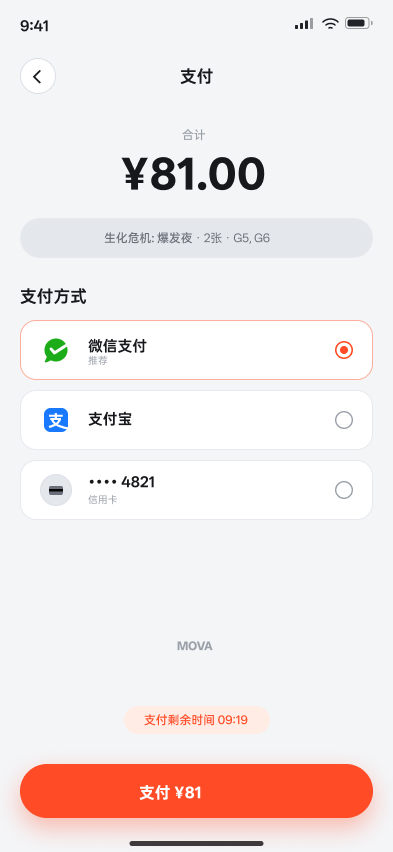 9:41
支付
合计
¥81.00
生化危机: 爆发夜 · 2张 · G5, G6
支付方式
微信支付
推荐
支
支付宝
•••• 4821
信用卡
MOVA
支付剩余时间 09:19
支付 ¥81